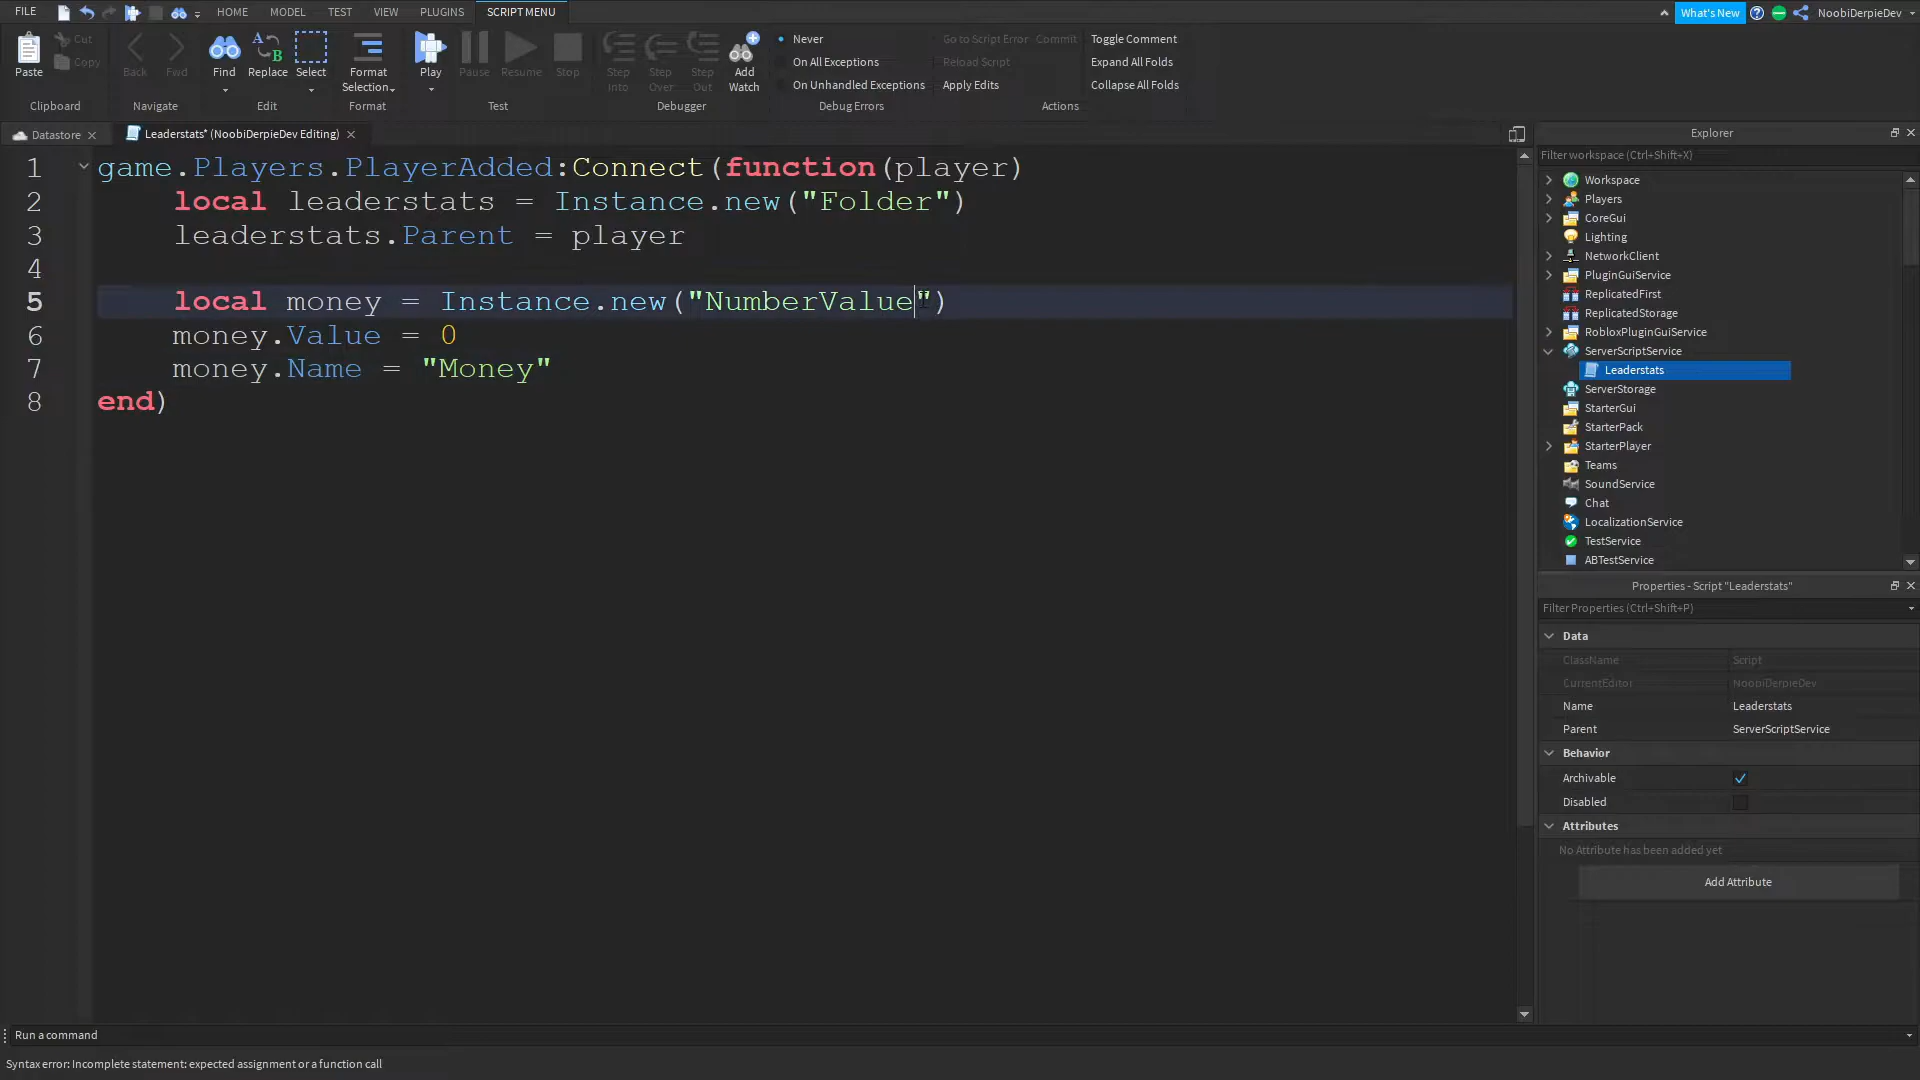 FILE HOME MODEL TEST VIEW PLUGINS SCRIPT MENU What's New NoobiDerpieDev
Paste Cut Copy
Clipboard
Back Fwd
Navigate
Find Replace Select
Edit
Format Selection
Format
Play Pause Resume Stop
Test
Step Into Step Over Step Out Add Watch
Debugger
Never
On All Exceptions
On Unhandled Exceptions
Debug Errors
Go to Script Error Commit Toggle Comment
Reload Script Expand All Folds
Apply Edits Collapse All Folds
Actions
Datastore Leaderstats* (NoobiDerpieDev Editing)
1 game.Players.PlayerAdded:Connect(function(player)
2 local leaderstats = Instance.new("Folder")
3 leaderstats.Parent = player
4
5 local money = Instance.new("NumberValue")
6 money.Value = 0
7 money.Name = "Money"
8 end)
Explorer
Filter workspace (Ctrl+Shift+X)
Workspace
Players
CoreGui
Lighting
NetworkClient
PluginGuiService
ReplicatedFirst
ReplicatedStorage
RobloxPluginGuiService
ServerScriptService
Leaderstats
ServerStorage
StarterGui
StarterPack
StarterPlayer
Teams
SoundService
Chat
LocalizationService
TestService
ABTestService
Properties - Script "Leaderstats"
Filter Properties (Ctrl+Shift+P)
Data
ClassName Script
CurrentEditor NoobiDerpieDev
Name Leaderstats
Parent ServerScriptService
Behavior
Archivable
Disabled
Attributes
No Attribute has been added yet
Add Attribute
Run a command
Syntax error: Incomplete statement: expected assignment or a function call